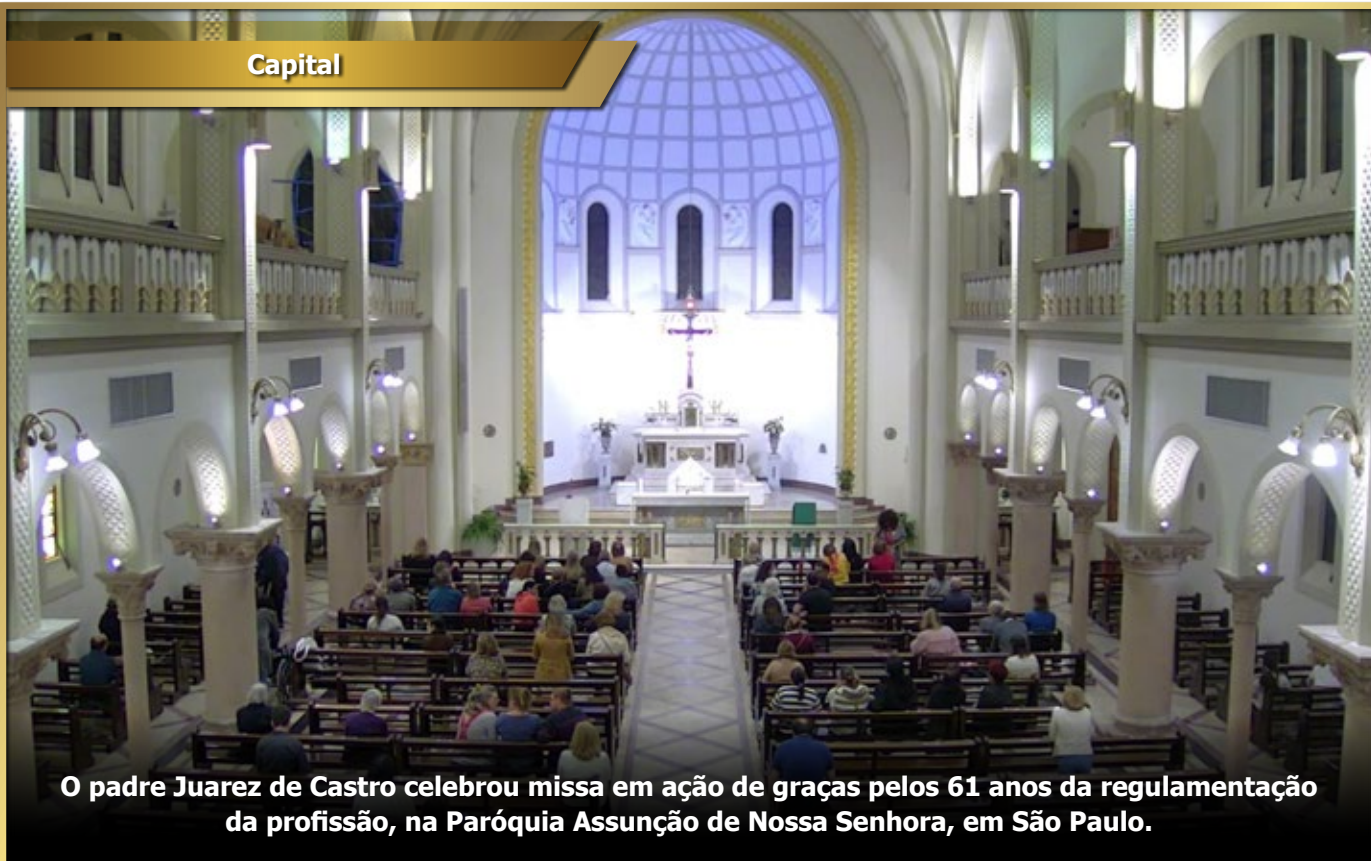 Capital
O padre Juarez de Castro celebrou missa em ação de graças pelos 61 anos da regulamentação
da profissão, na Paróquia Assunção de Nossa Senhora, em São Paulo.